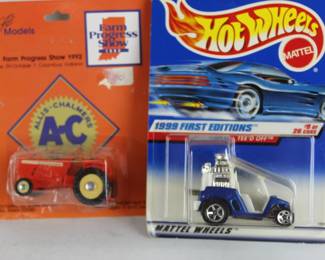 Models
Farm
Progress
Show
Farm Progress Show 1992
ALLIS-CHALMERS
A-C
Hot Wheels
MATTEL
1999 FIRST EDITIONS
26 CARS
TEE'D OFF
MATTEL WHEELS